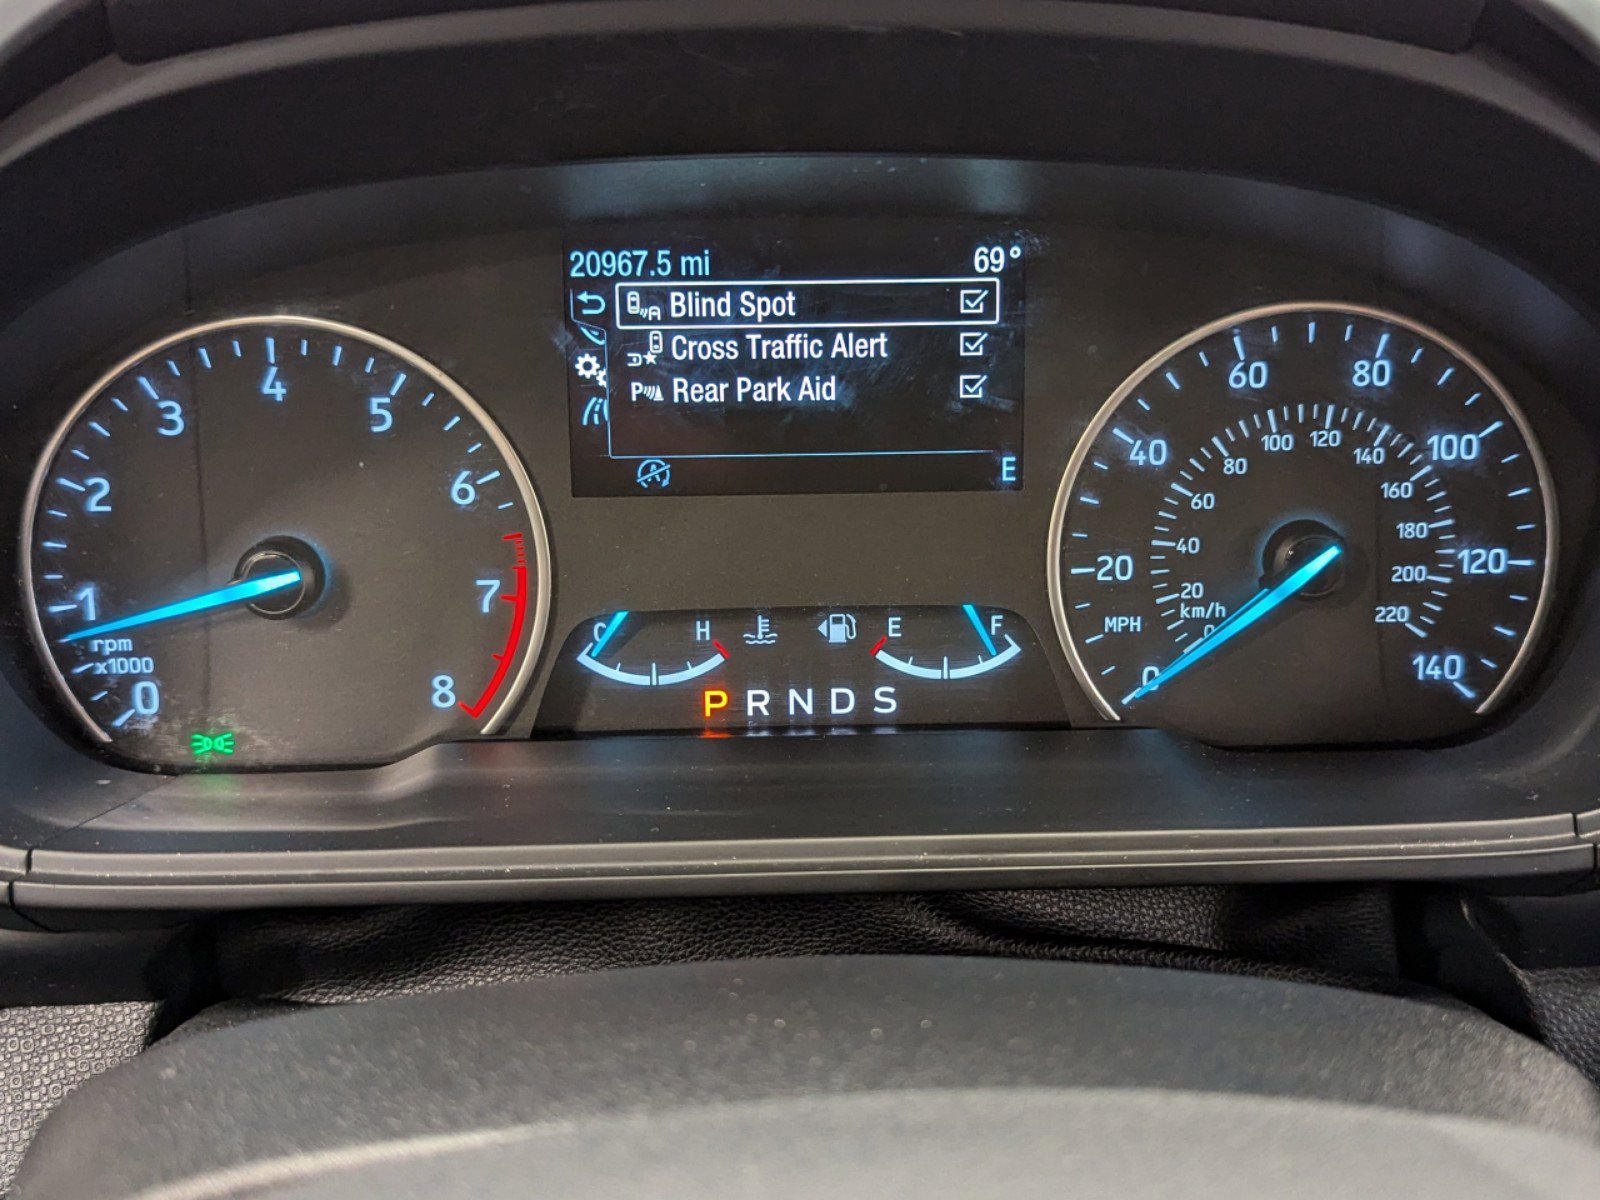 20967.5 mi 69°
Blind Spot
Cross Traffic Alert
P Rear Park Aid
A E
0 1 2 3 4 5 6 7 8
rpm
x1000
C H E F
P R N D S
0 20 40 60 80 100 120 140
MPH
0 20 40 60 80 100 120 140 160 180 200 220
km/h